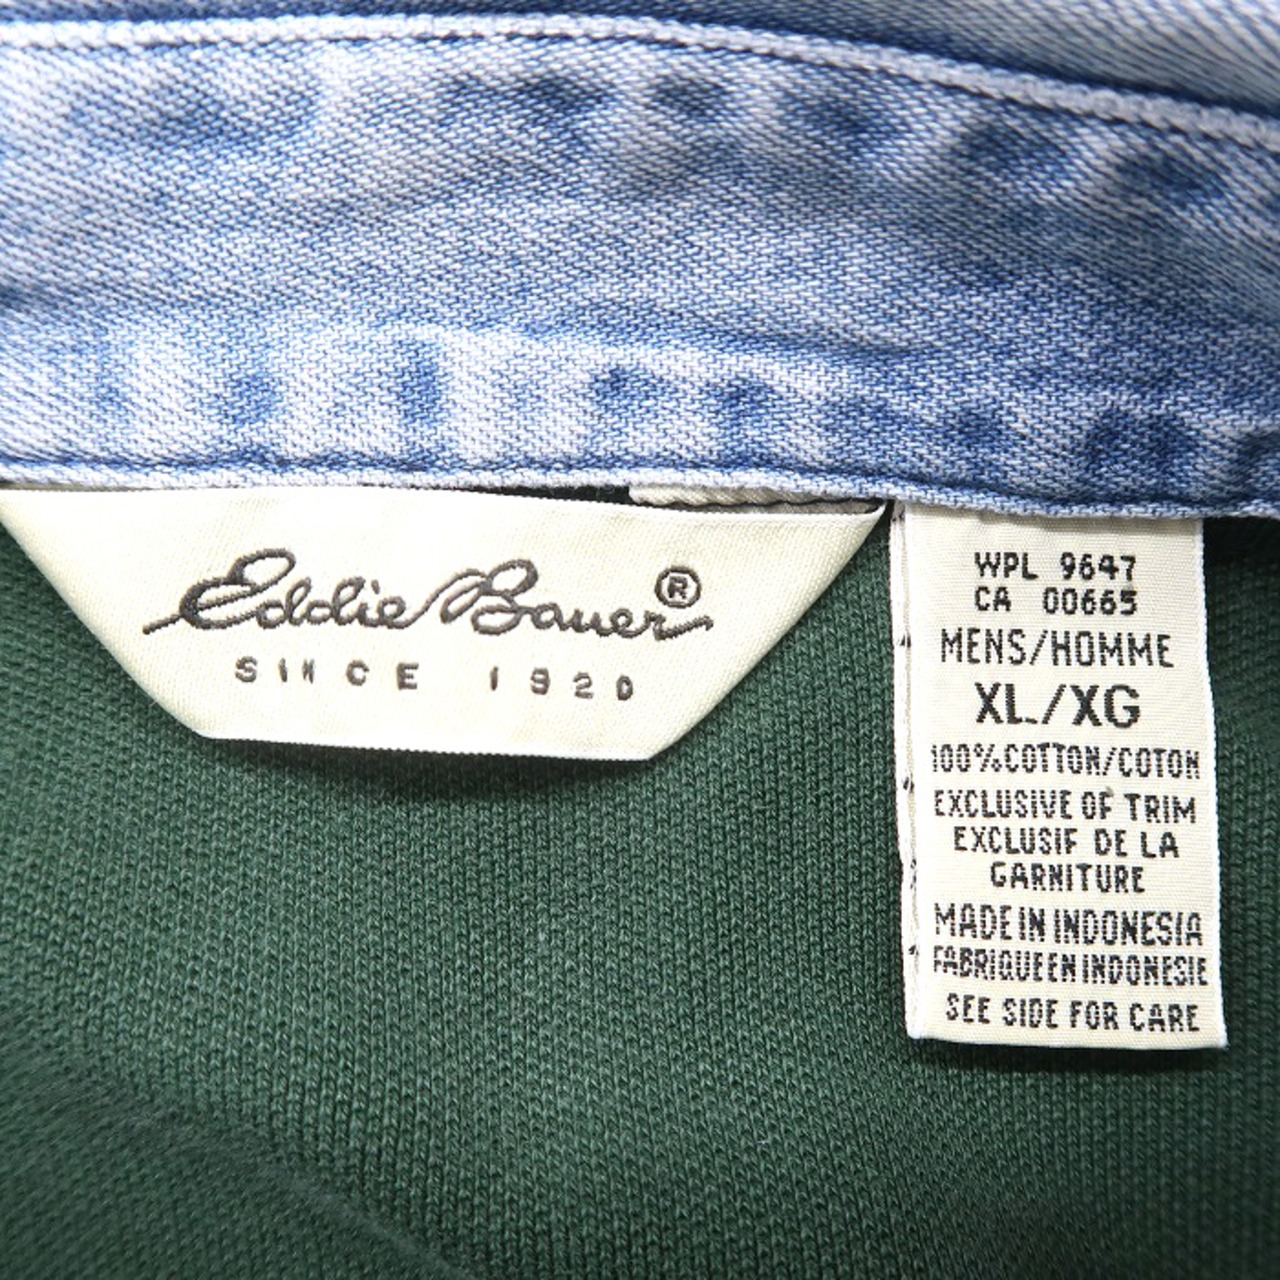 Eddie Bauer®
SINCE 1920
WPL 9647
CA 00665
MENS/HOMME
XL/XG
100%COTTON/COTON
EXCLUSIVE OF TRIM
EXCLUSIF DE LA
GARNITURE
MADE IN INDONESIA
FABRIQUE EN INDONESIE
SEE SIDE FOR CARE